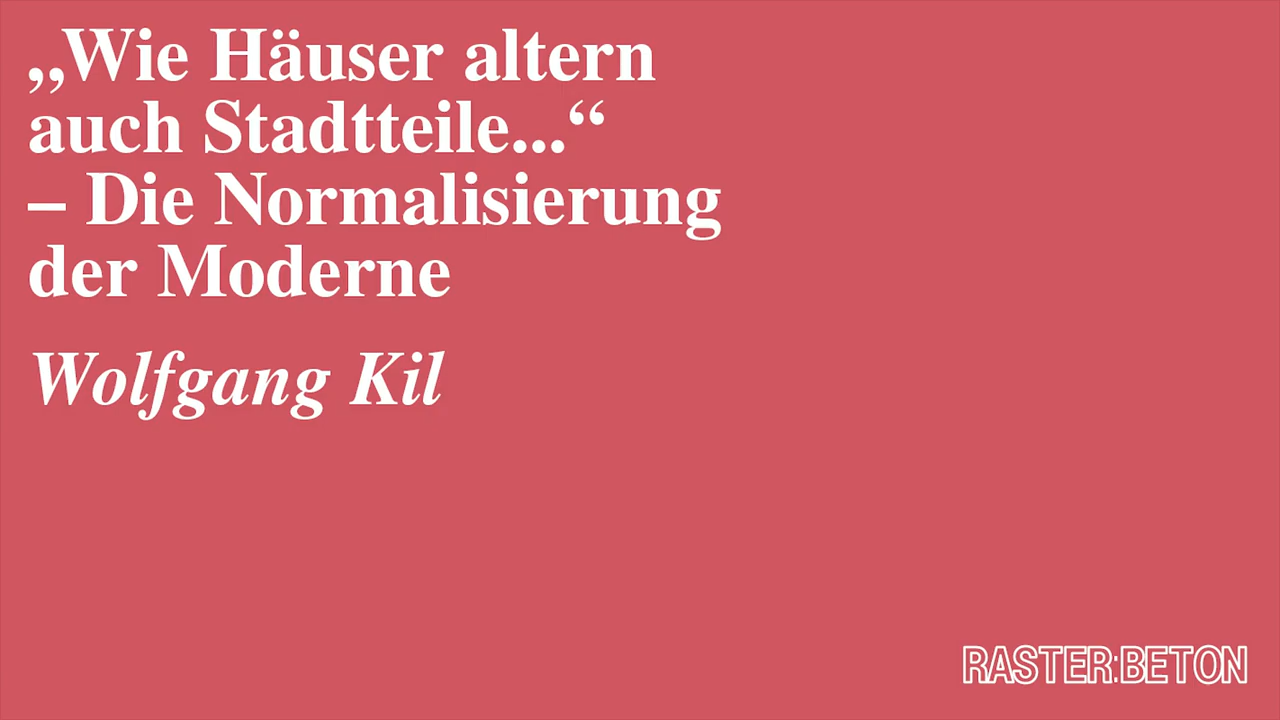 „Wie Häuser altern
auch Stadtteile...“
– Die Normalisierung
der Moderne
Wolfgang Kil
RASTER:BETON